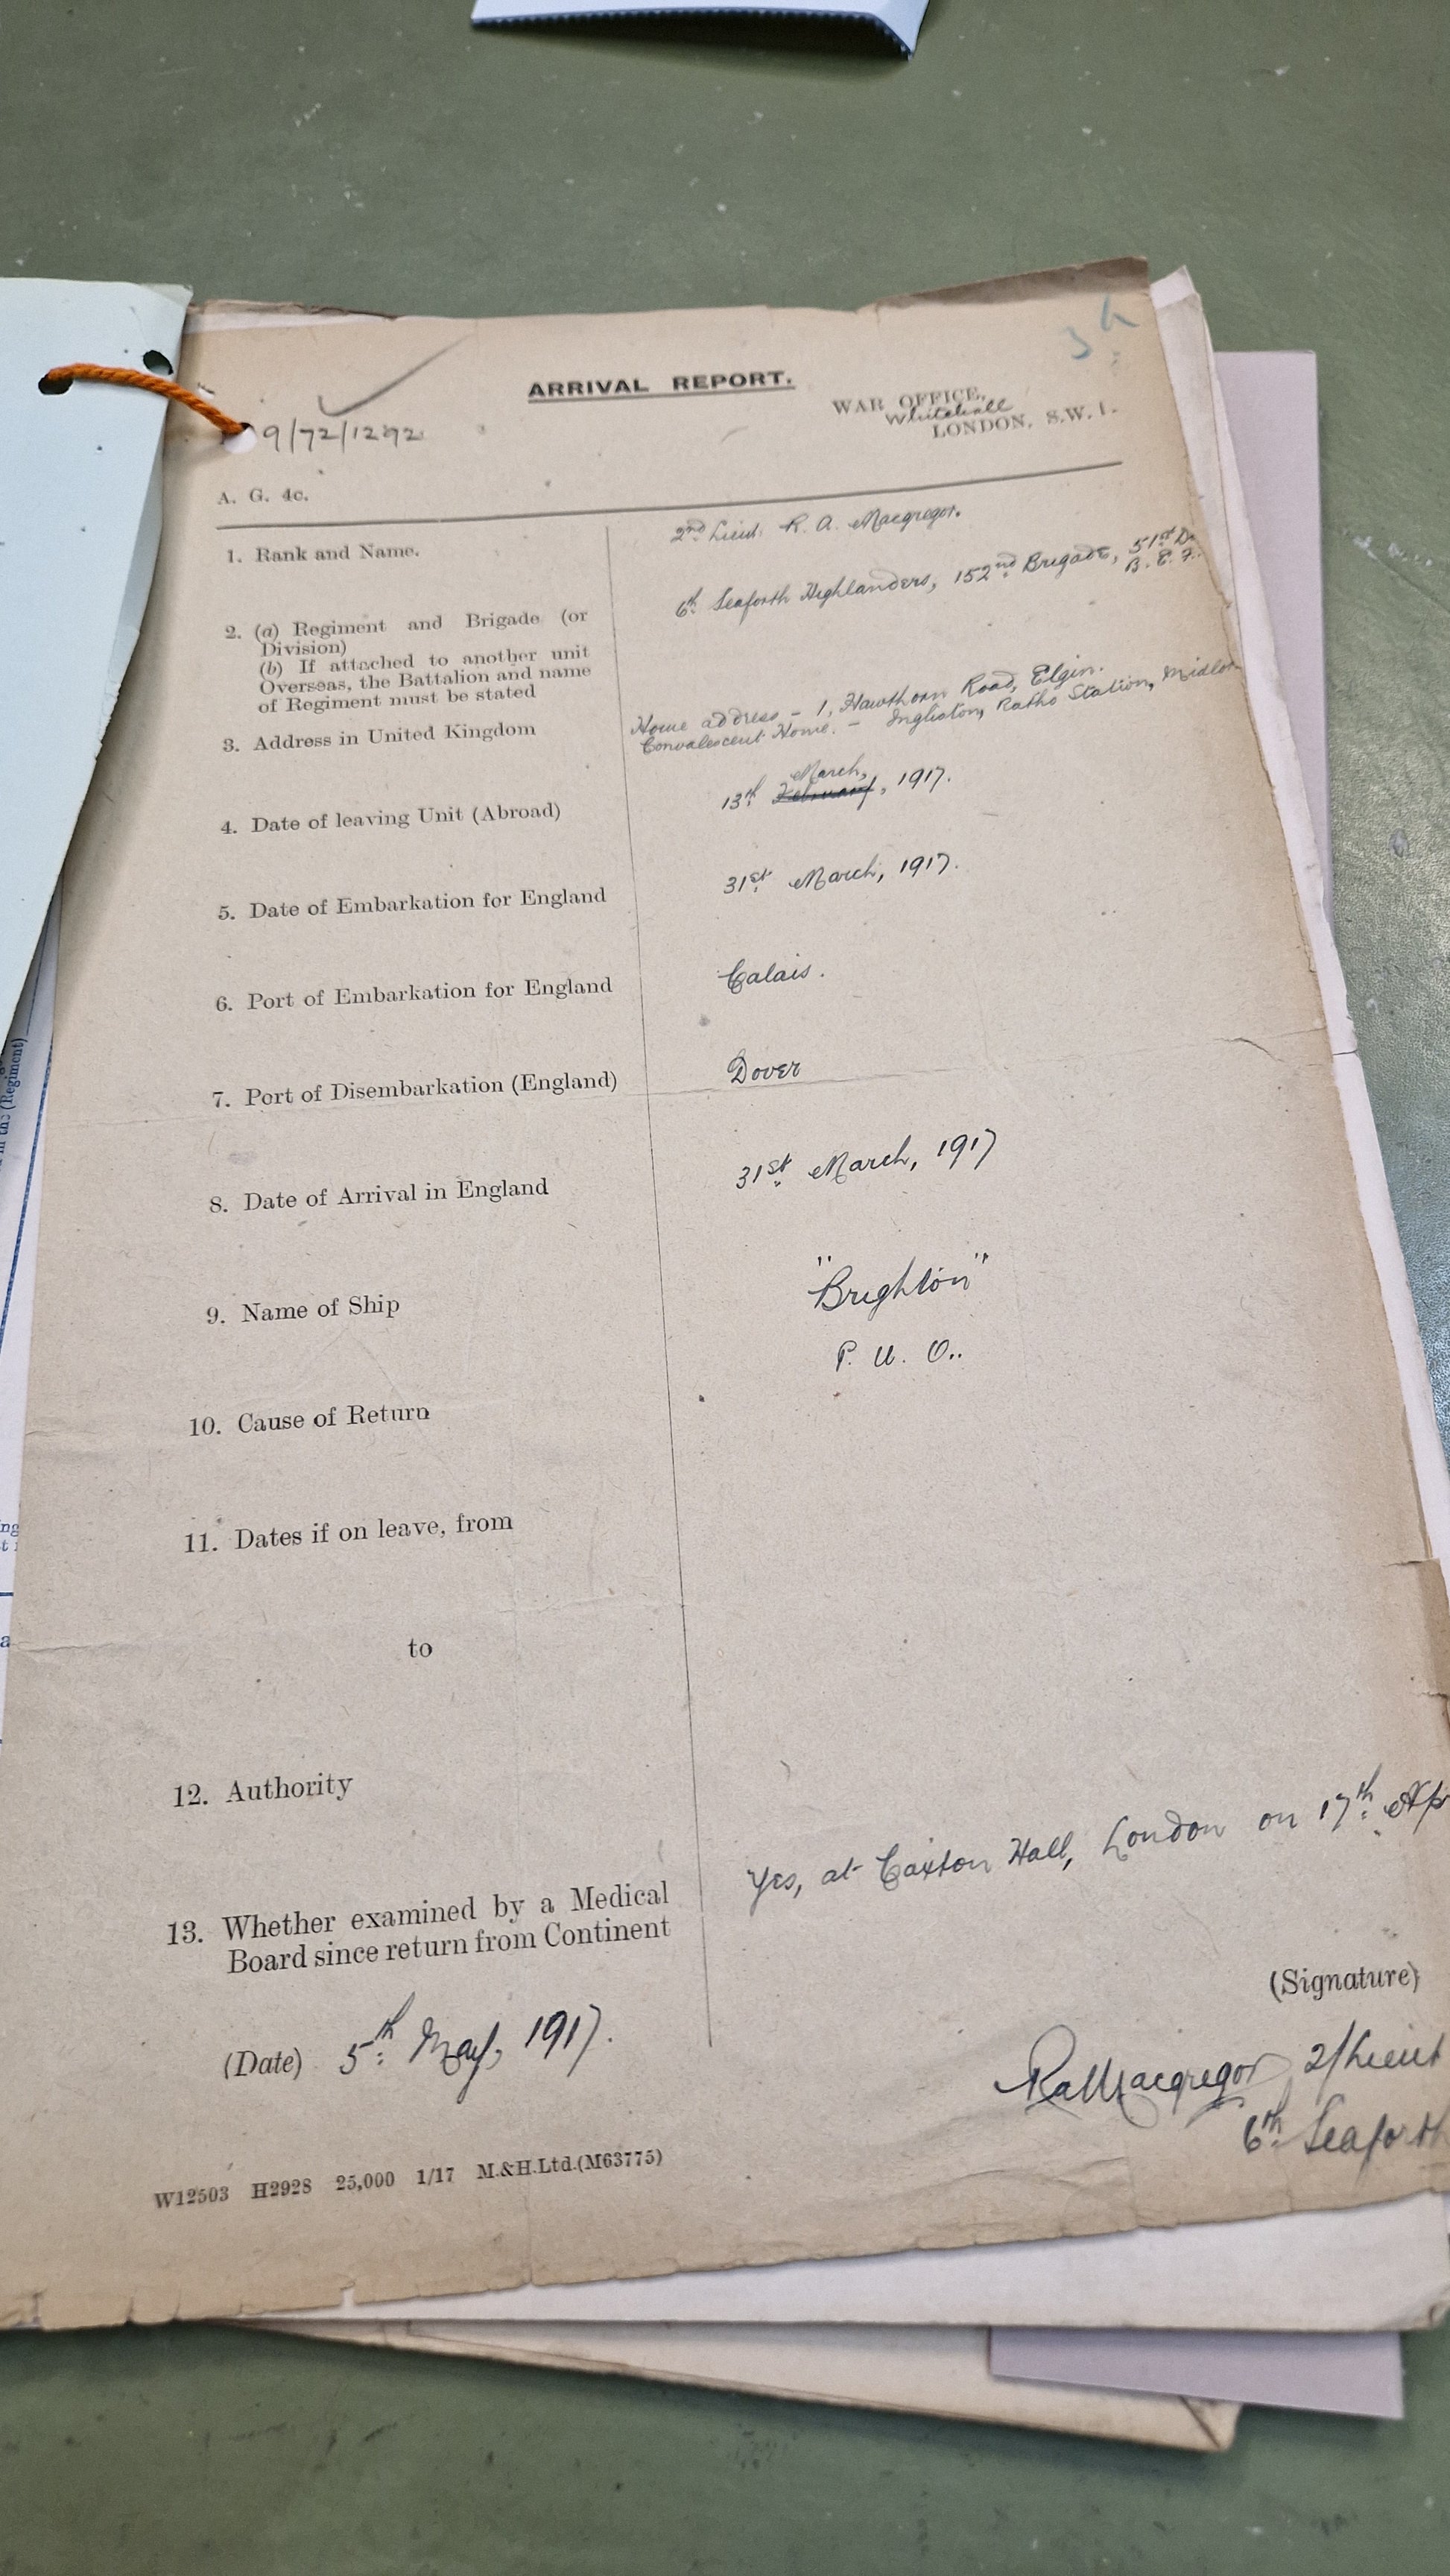 3h
ARRIVAL REPORT.
WAR OFFICE,
Whitehall
LONDON, S.W.1.
9/72/1292
A. G. 4c.
1. Rank and Name.
2nd Lieut. R. A. Macgregor.
2. (a) Regiment and Brigade (or
Division)
(b) If attached to another unit
Overseas, the Battalion and name
of Regiment must be stated
6th Seaforth Highlanders, 152nd Brigade, 51st D
B. E. F.
3. Address in United Kingdom
Home address - 1, Hawthorn Road, Elgin.
Convalescent Home. - Ingliston, Ratho Station, Midlo
4. Date of leaving Unit (Abroad)
March,
13th February, 1917.
5. Date of Embarkation for England
31st March, 1917.
6. Port of Embarkation for England
Calais.
7. Port of Disembarkation (England)
Dover
8. Date of Arrival in England
31st March, 1917
9. Name of Ship
"Brighton"
10. Cause of Return
P. U. O..
11. Dates if on leave, from
to
12. Authority
13. Whether examined by a Medical
Board since return from Continent
Yes, at Caxton Hall, London on 17th Ap
(Signature)
(Date) 5th May, 1917.
RaMacgregor 2/Lieut
6th Seaforth
W12503 H2928 25,000 1/17 M.&H.Ltd.(M63775)
(Regiment)